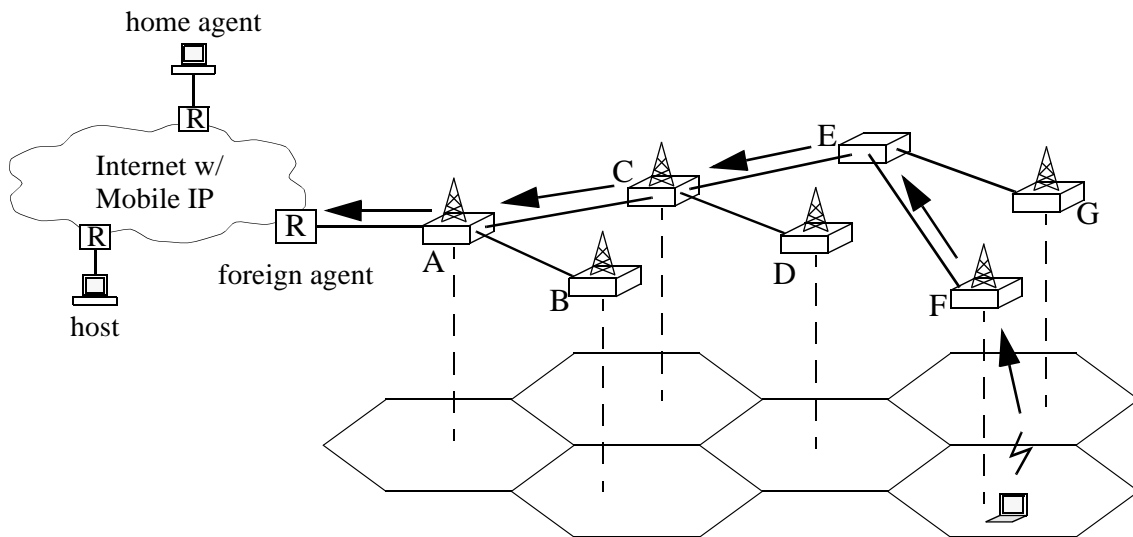 home agent
R
Internet w/
Mobile IP
R
R
foreign agent
host
A
B
C
D
E
F
G